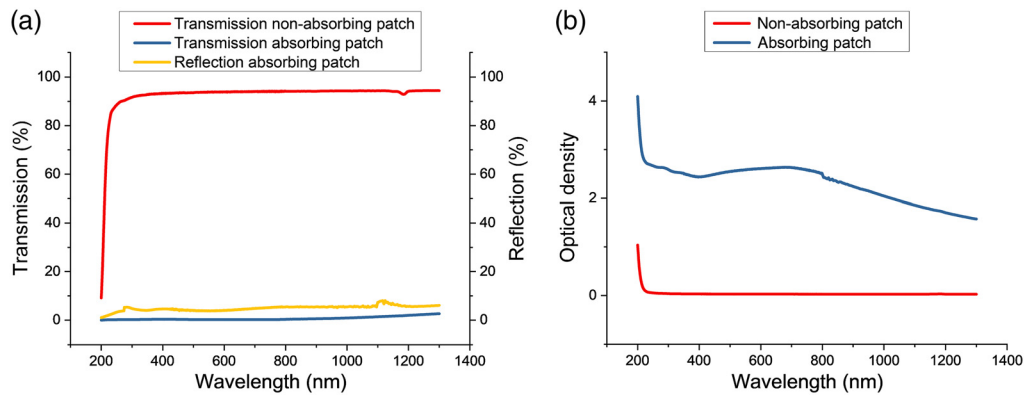 (a)
Transmission non-absorbing patch
Transmission absorbing patch
Reflection absorbing patch
Transmission (%)
100
80
60
40
20
0
Reflection (%)
100
80
60
40
20
0
200
400
600
800
1000
1200
1400
Wavelength (nm)
(b)
Non-absorbing patch
Absorbing patch
Optical density
4
2
0
200
400
600
800
1000
1200
1400
Wavelength (nm)